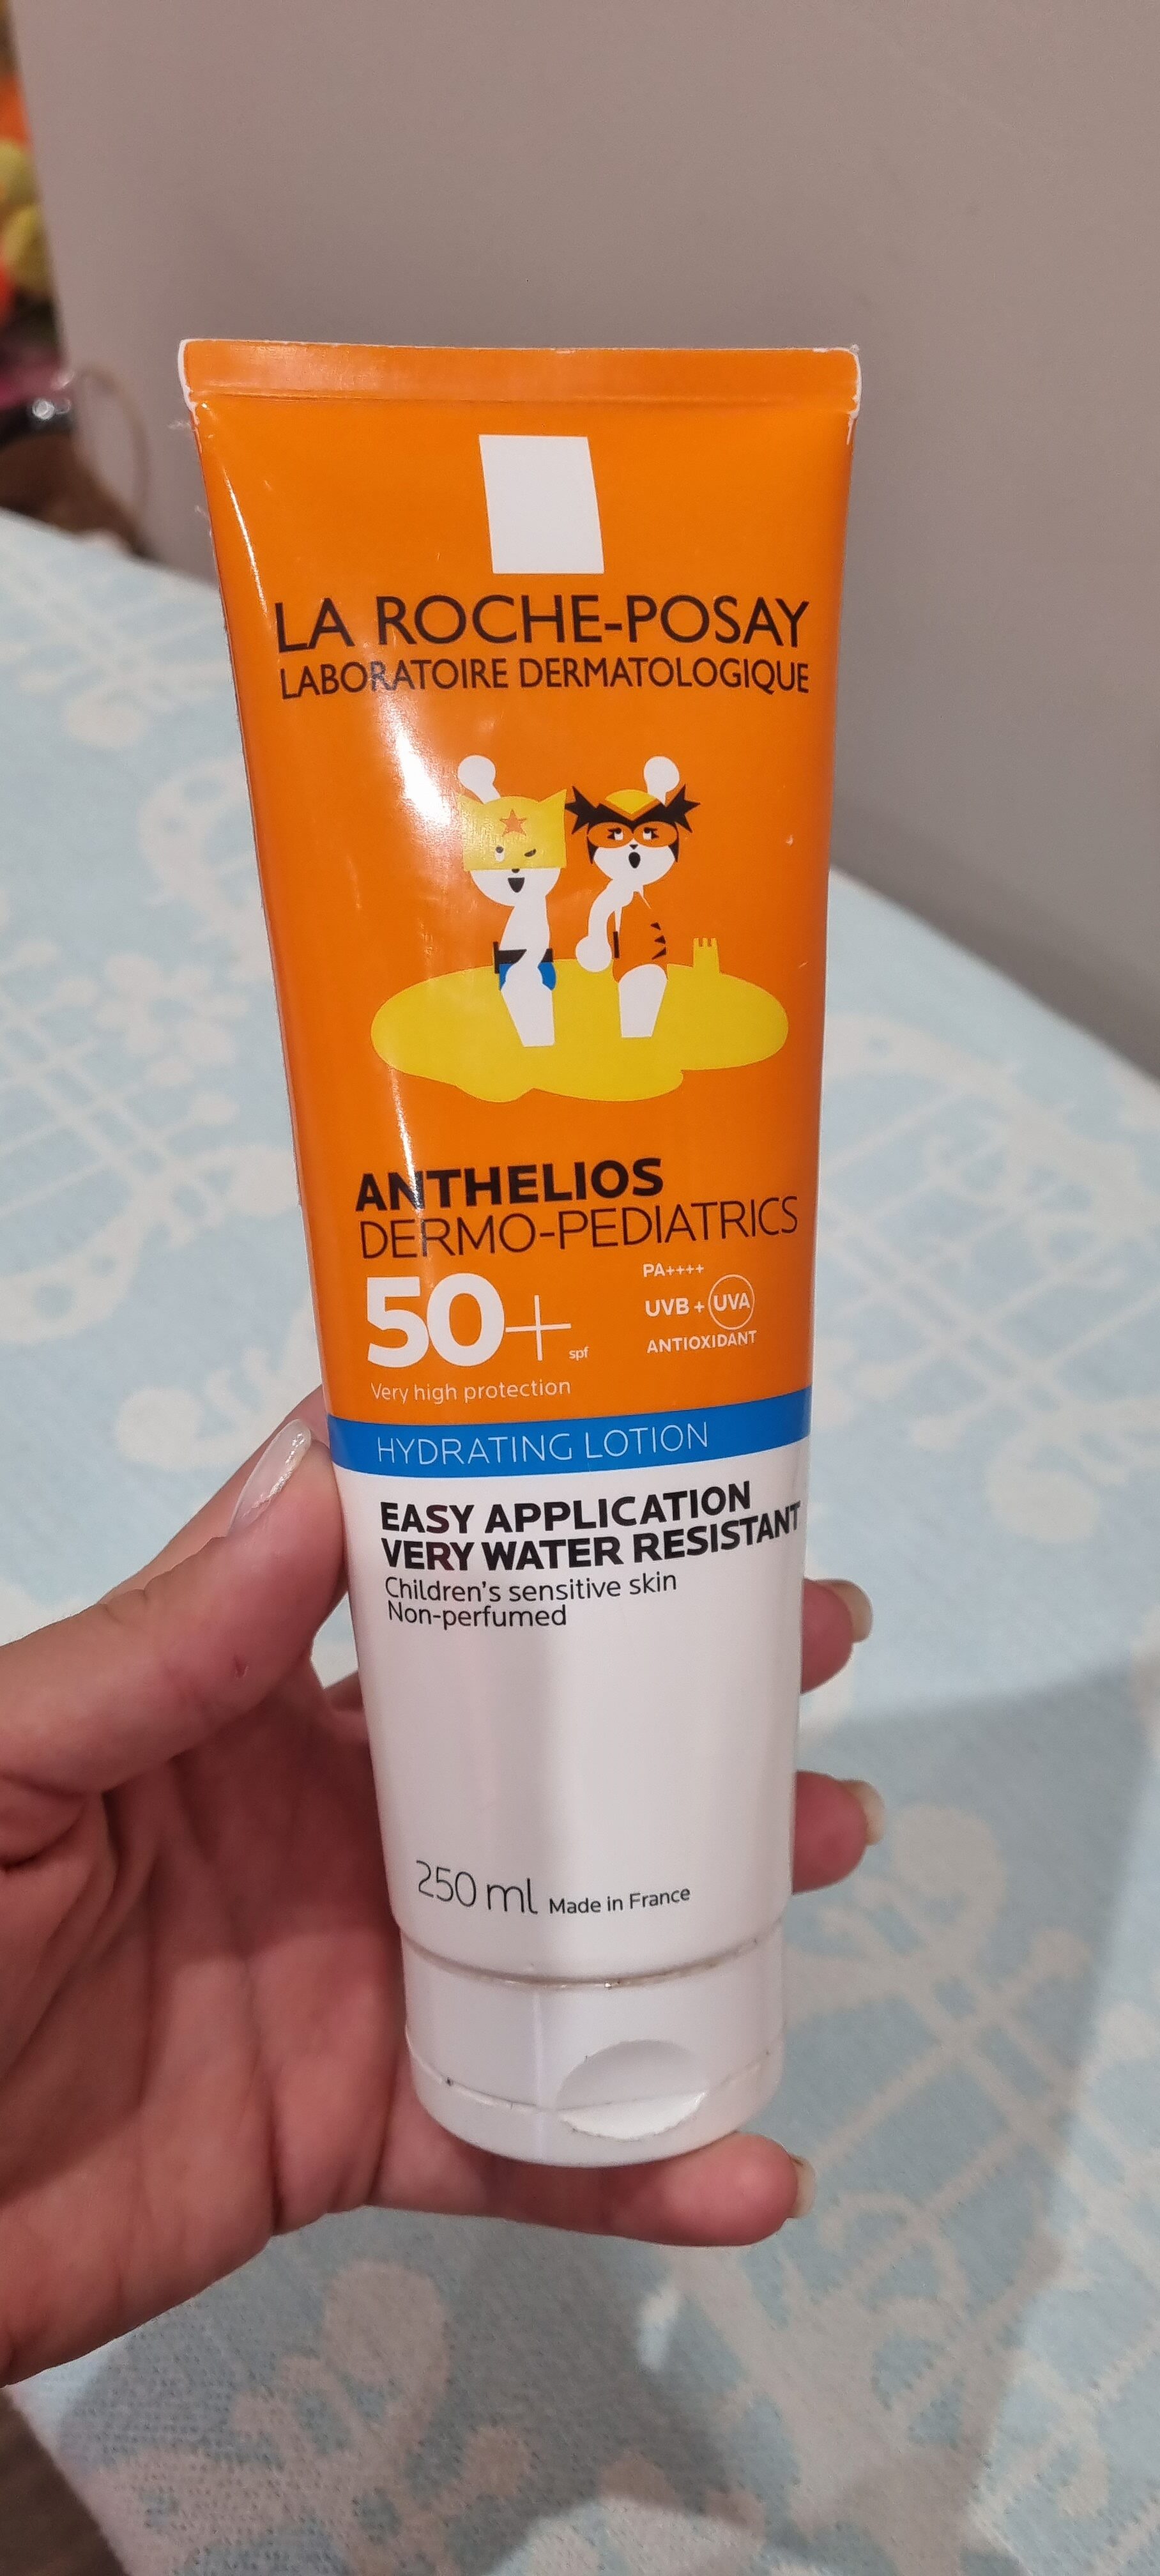 LA ROCHE-POSAY
LABORATOIRE DERMATOLOGIQUE
ANTHELIOS
DERMO-PEDIATRICS
50+ spf
PA++++
UVB + UVA
ANTIOXIDANT
Very high protection
HYDRATING LOTION
EASY APPLICATION
VERY WATER RESISTANT
Children's sensitive skin
Non-perfumed
250 ml Made in France